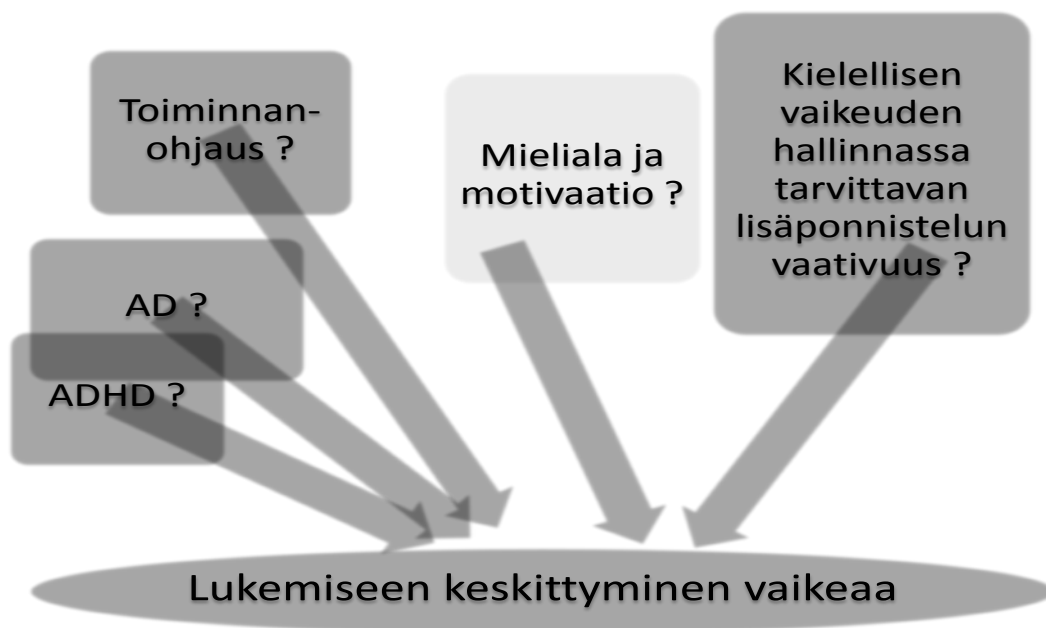 Toiminnan-
ohjaus ?
AD ?
ADHD ?
Mieliala ja
motivaatio ?
Kielellisen
vaikeuden
hallinnassa
tarvittavan
lisäponnistelun
vaativuus ?
Lukemiseen keskittyminen vaikeaa